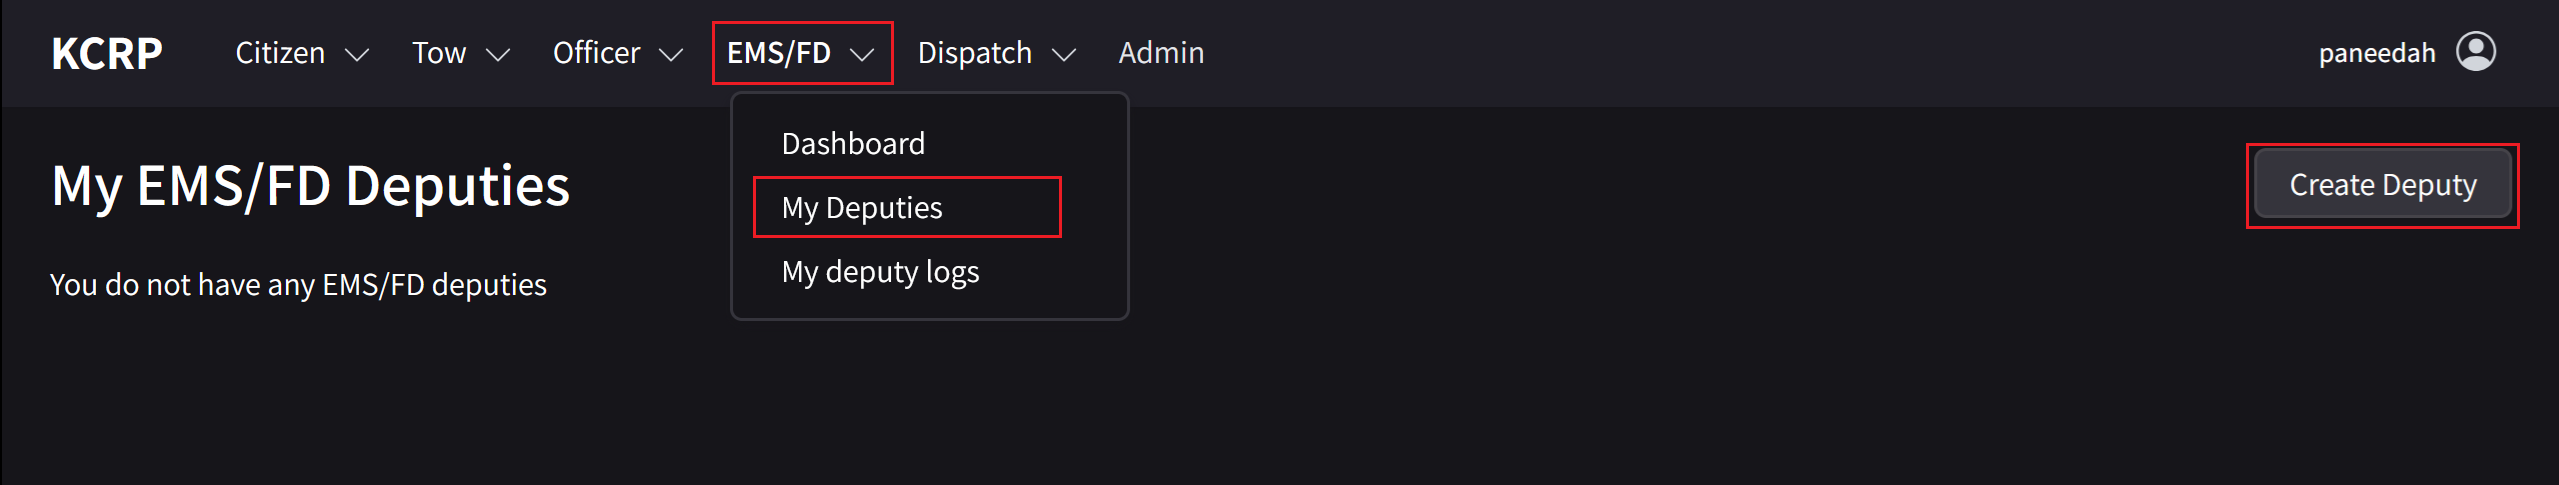 KCRP Citizen Tow Officer EMS/FD Dispatch Admin paneedah
Dashboard
My Deputies
My deputy logs
My EMS/FD Deputies
Create Deputy
You do not have any EMS/FD deputies